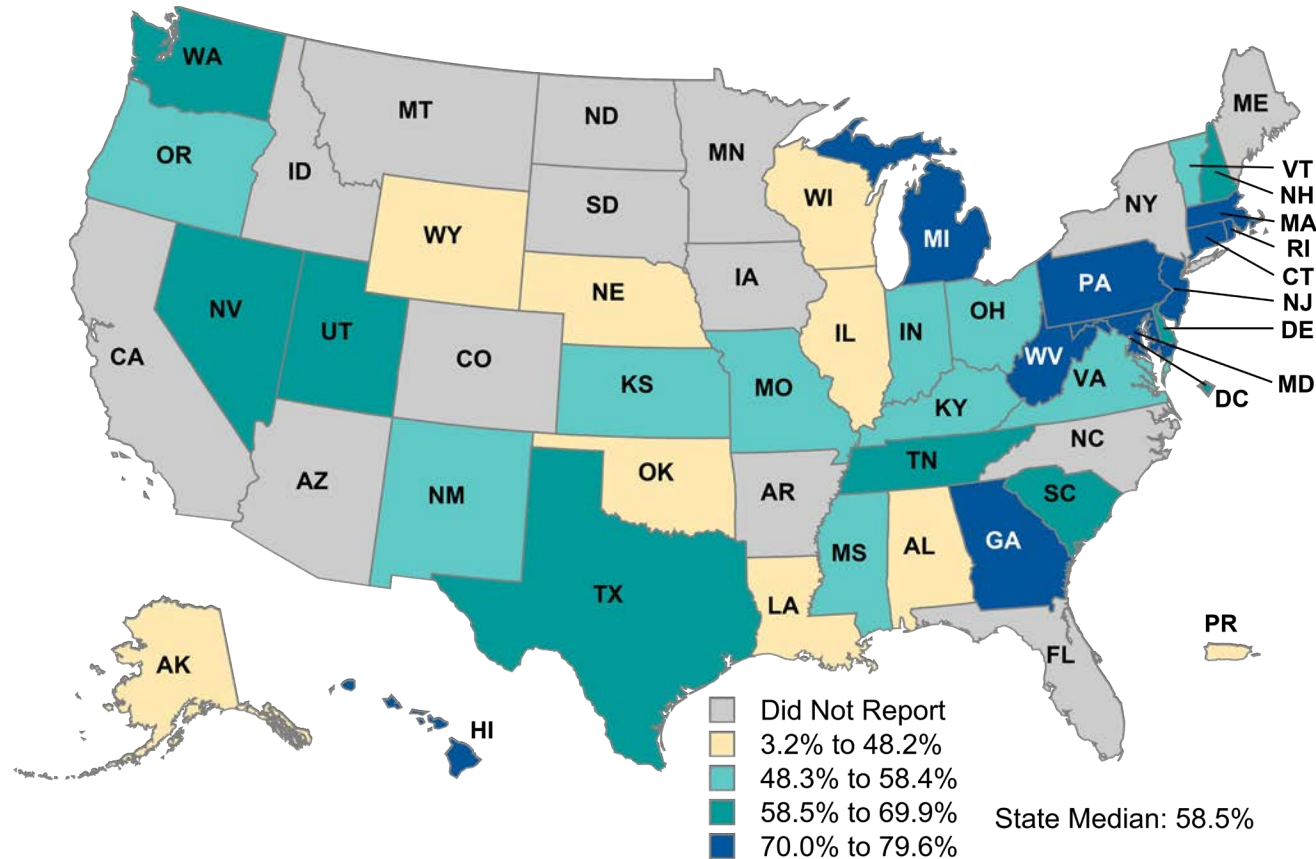 WA
MT
ND
MN
ME
OR
ID
SD
WI
MI
NY
VT
NH
MA
RI
CT
NJ
DE
MD
DC
WY
NE
IA
PA
NV
UT
CO
KS
MO
IL
IN
OH
WV
VA
KY
CA
AZ
NM
OK
AR
TN
NC
SC
TX
LA
MS
AL
GA
FL
PR
AK
HI
Did Not Report
3.2% to 48.2%
48.3% to 58.4%
58.5% to 69.9%
70.0% to 79.6%
State Median: 58.5%